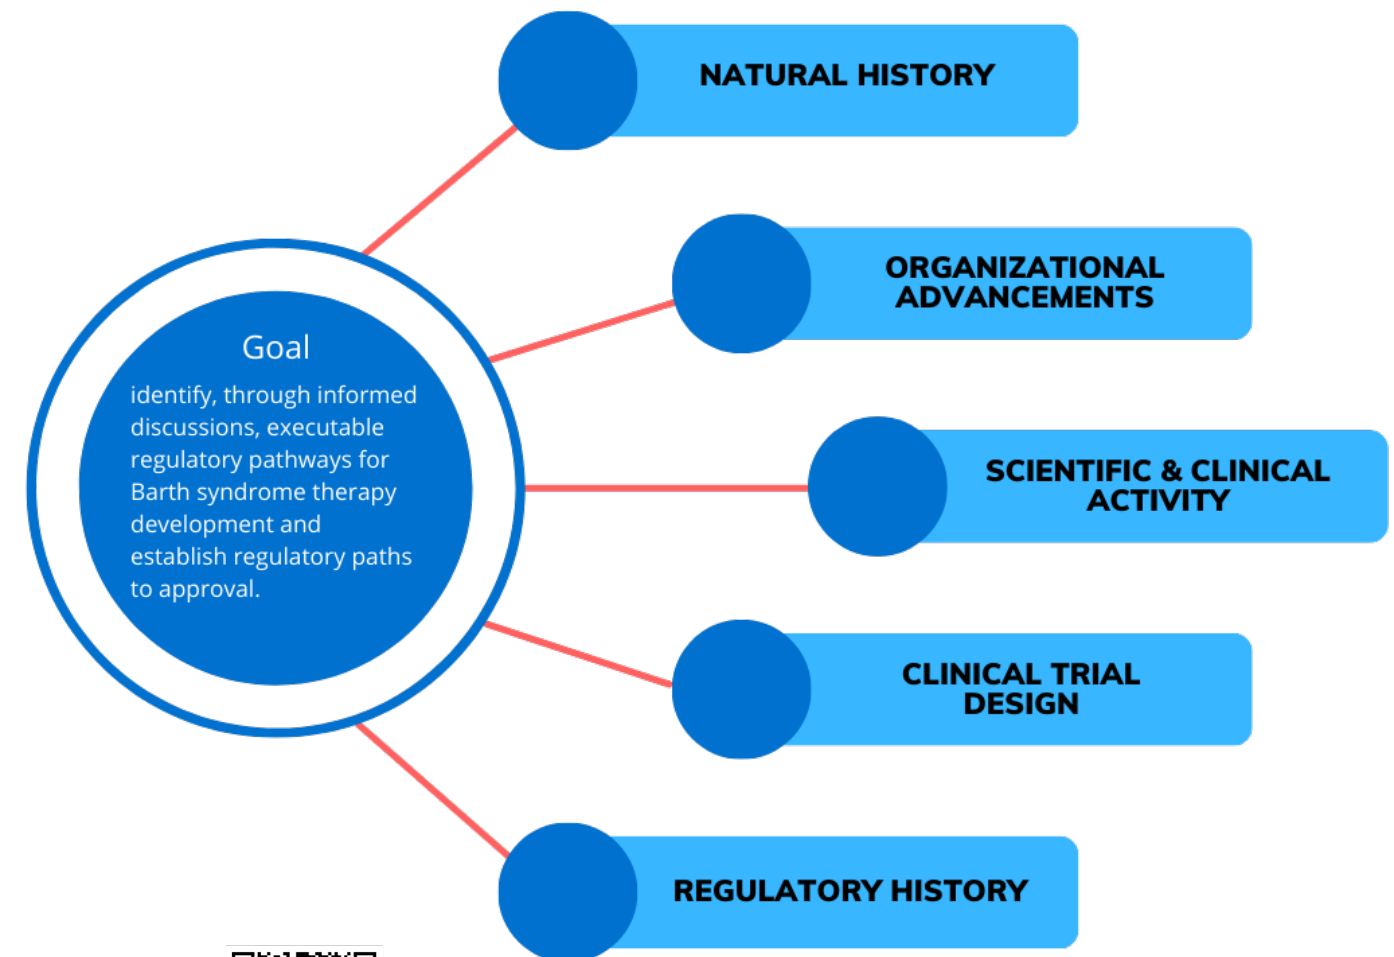 NATURAL HISTORY
ORGANIZATIONAL
ADVANCEMENTS
Goal
identify, through informed
discussions, executable
regulatory pathways for
Barth syndrome therapy
development and
establish regulatory paths
to approval.
SCIENTIFIC & CLINICAL
ACTIVITY
CLINICAL TRIAL
DESIGN
REGULATORY HISTORY